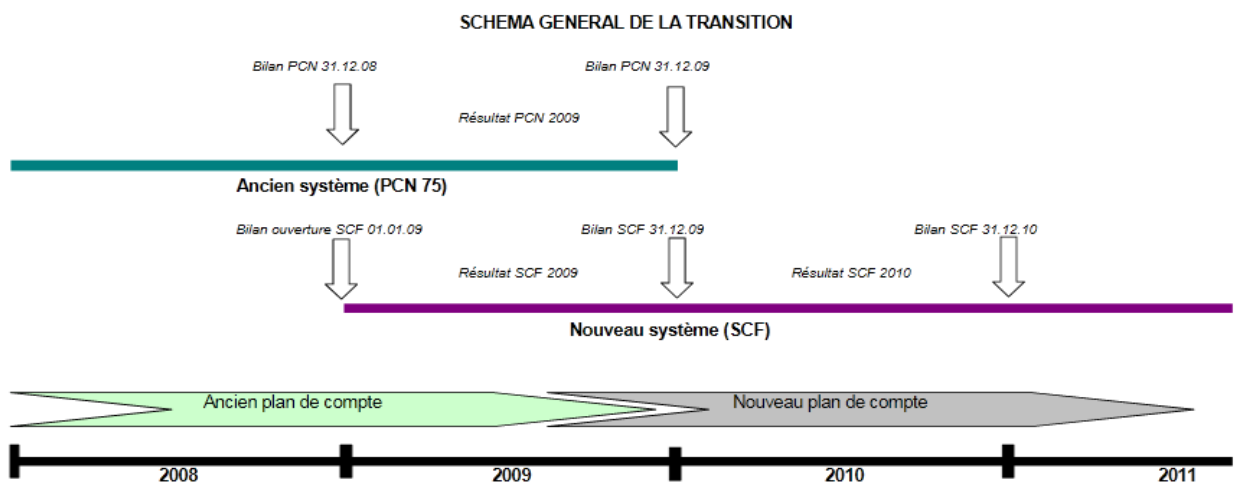 SCHEMA GENERAL DE LA TRANSITION
Bilan PCN 31.12.08
Bilan PCN 31.12.09
Résultat PCN 2009
Ancien système (PCN 75)
Bilan ouverture SCF 01.01.09
Bilan SCF 31.12.09
Bilan SCF 31.12.10
Résultat SCF 2009
Résultat SCF 2010
Nouveau système (SCF)
Ancien plan de compte
Nouveau plan de compte
2008
2009
2010
2011